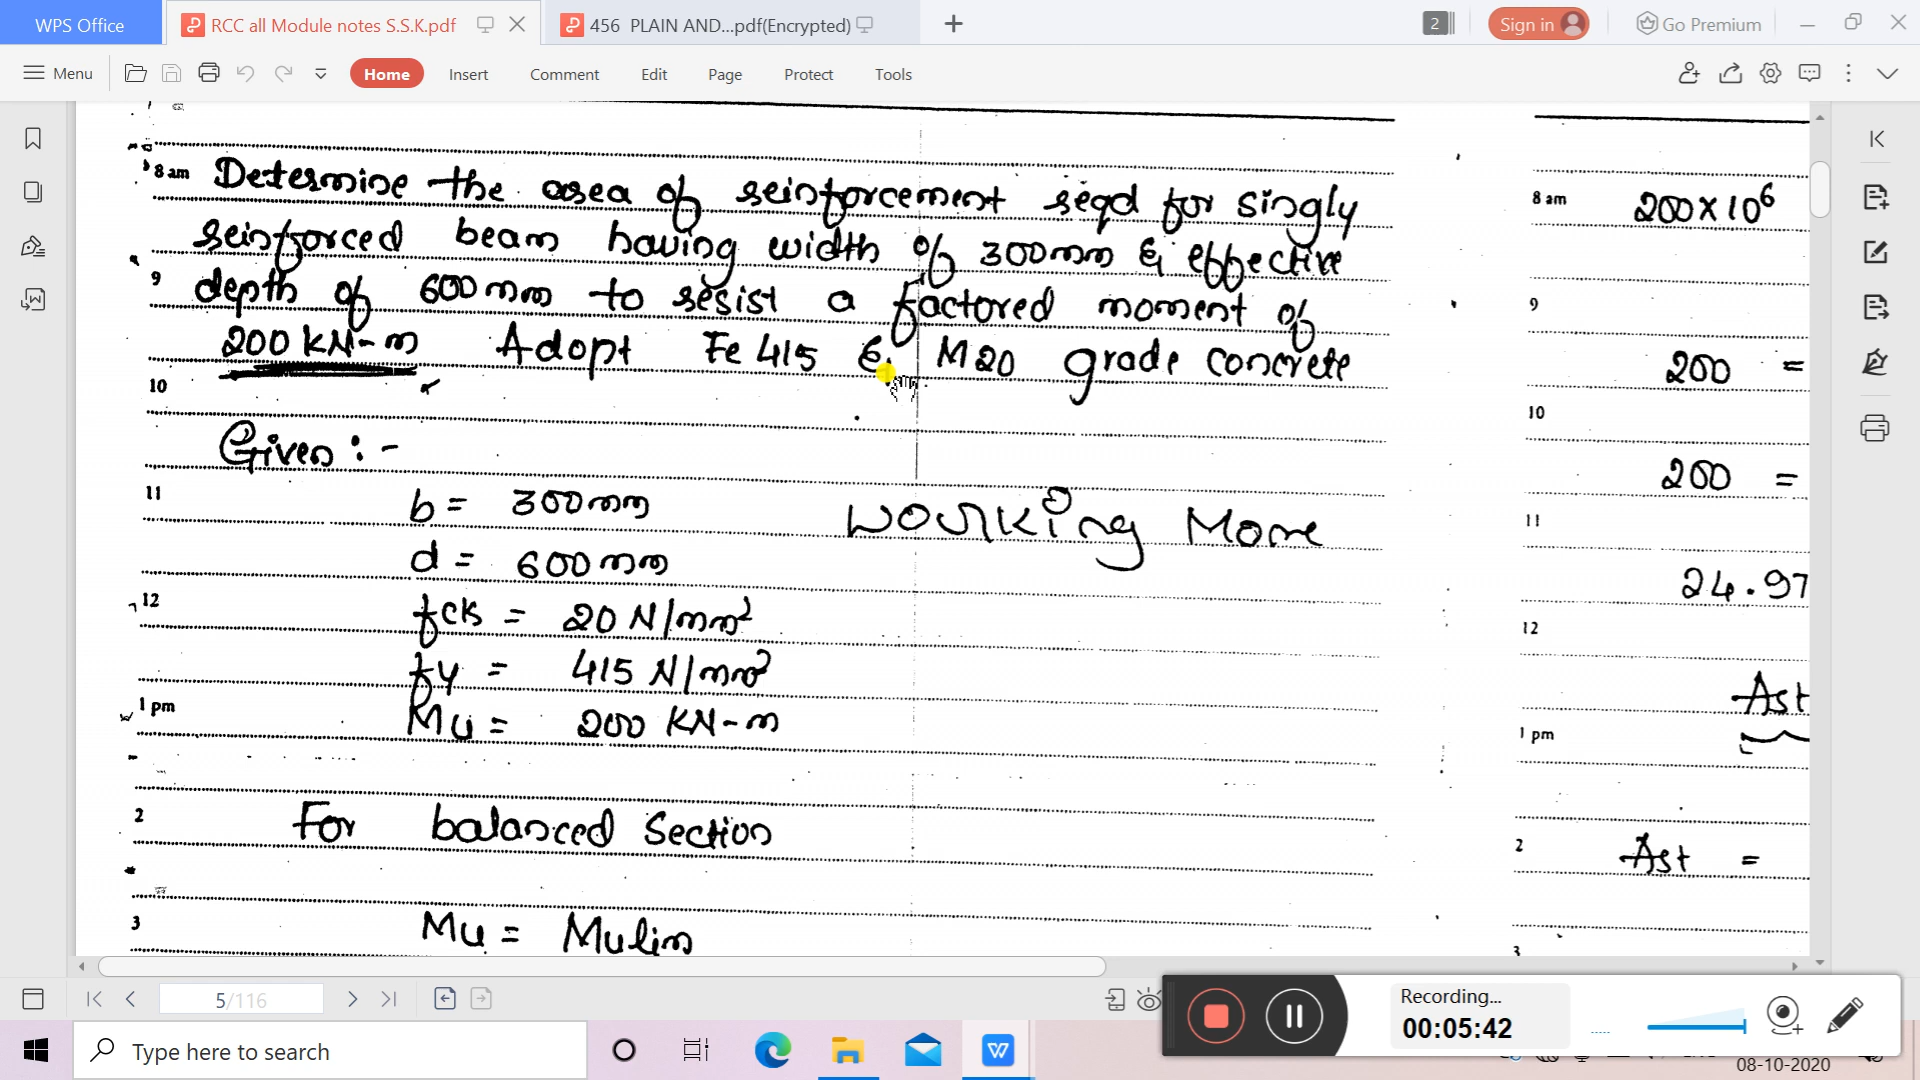 WPS Office
RCC all Module notes S.S.K.pdf
456 PLAIN AND...pdf(Encrypted)
2
Sign in
Go Premium
Menu
Home
Insert
Comment
Edit
Page
Protect
Tools
8 am Determine the area of reinforcement reqd for singly
reinforced beam having width of 300mm & effective
9 depth of 600mm to resist a factored moment of
200 KN-m Adopt Fe 415 & M20 grade concrete
10
Given :-
11
b = 300mm
Working More
d = 600mm
12
fck = 20 N/mm²
fy = 415 N/mm²
1 pm
Mu = 200 KN-m
2
For balanced Section
3
Mu = Mulim
8 am 200 x 10⁶
9
200 =
10
200 =
11
24.97
12
Ast
1 pm
2
Ast =
3
5/116
Recording...
00:05:42
Type here to search
08-10-2020